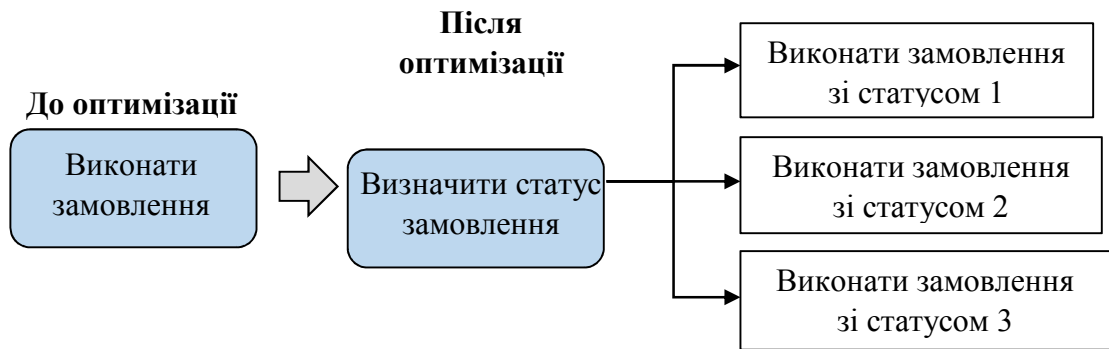 До оптимізації
Виконати
замовлення
Після
оптимізації
Визначити статус
замовлення
Виконати замовлення
зі статусом 1
Виконати замовлення
зі статусом 2
Виконати замовлення
зі статусом 3